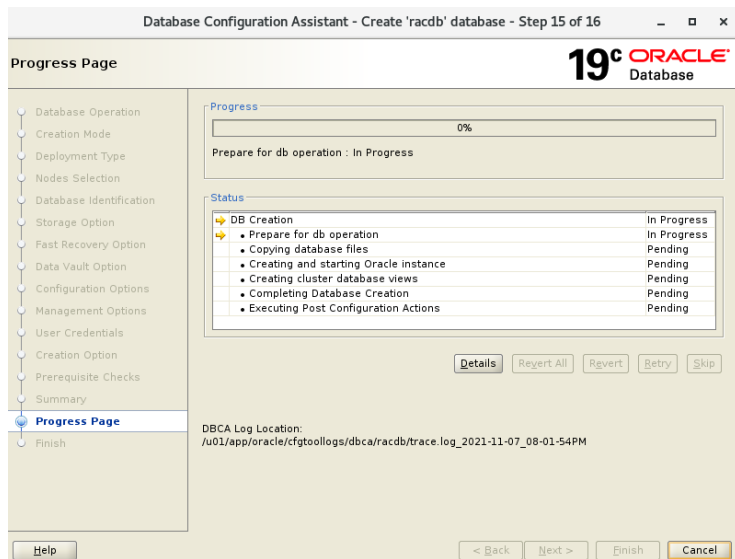 Database Configuration Assistant - Create 'racdb' database - Step 15 of 16
Progress Page
19c ORACLE
Database
Database Operation
Creation Mode
Deployment Type
Nodes Selection
Database Identification
Storage Option
Fast Recovery Option
Data Vault Option
Configuration Options
Management Options
User Credentials
Creation Option
Prerequisite Checks
Summary
Progress Page
Finish
Progress
0%
Prepare for db operation : In Progress
Status
DB Creation In Progress
• Prepare for db operation In Progress
• Copying database files Pending
• Creating and starting Oracle instance Pending
• Creating cluster database views Pending
• Completing Database Creation Pending
• Executing Post Configuration Actions Pending
Details Revert All Revert Retry Skip
DBCA Log Location:
/u01/app/oracle/cfgtoollogs/dbca/racdb/trace.log_2021-11-07_08-01-54PM
Help < Back Next > Finish Cancel